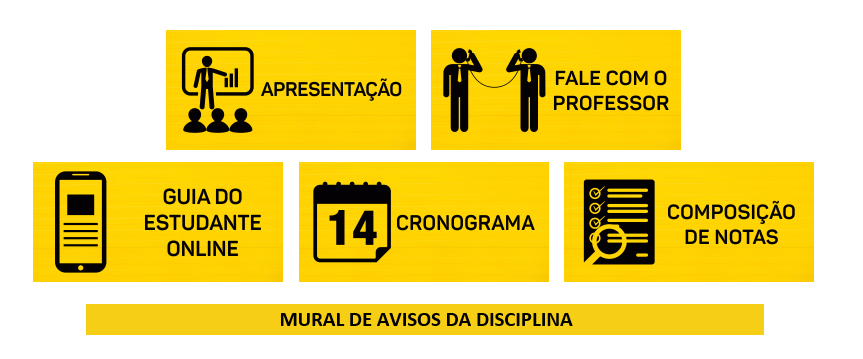 APRESENTAÇÃO
FALE COM O
PROFESSOR
GUIA DO
ESTUDANTE
ONLINE
14
CRONOGRAMA
COMPOSIÇÃO
DE NOTAS
MURAL DE AVISOS DA DISCIPLINA